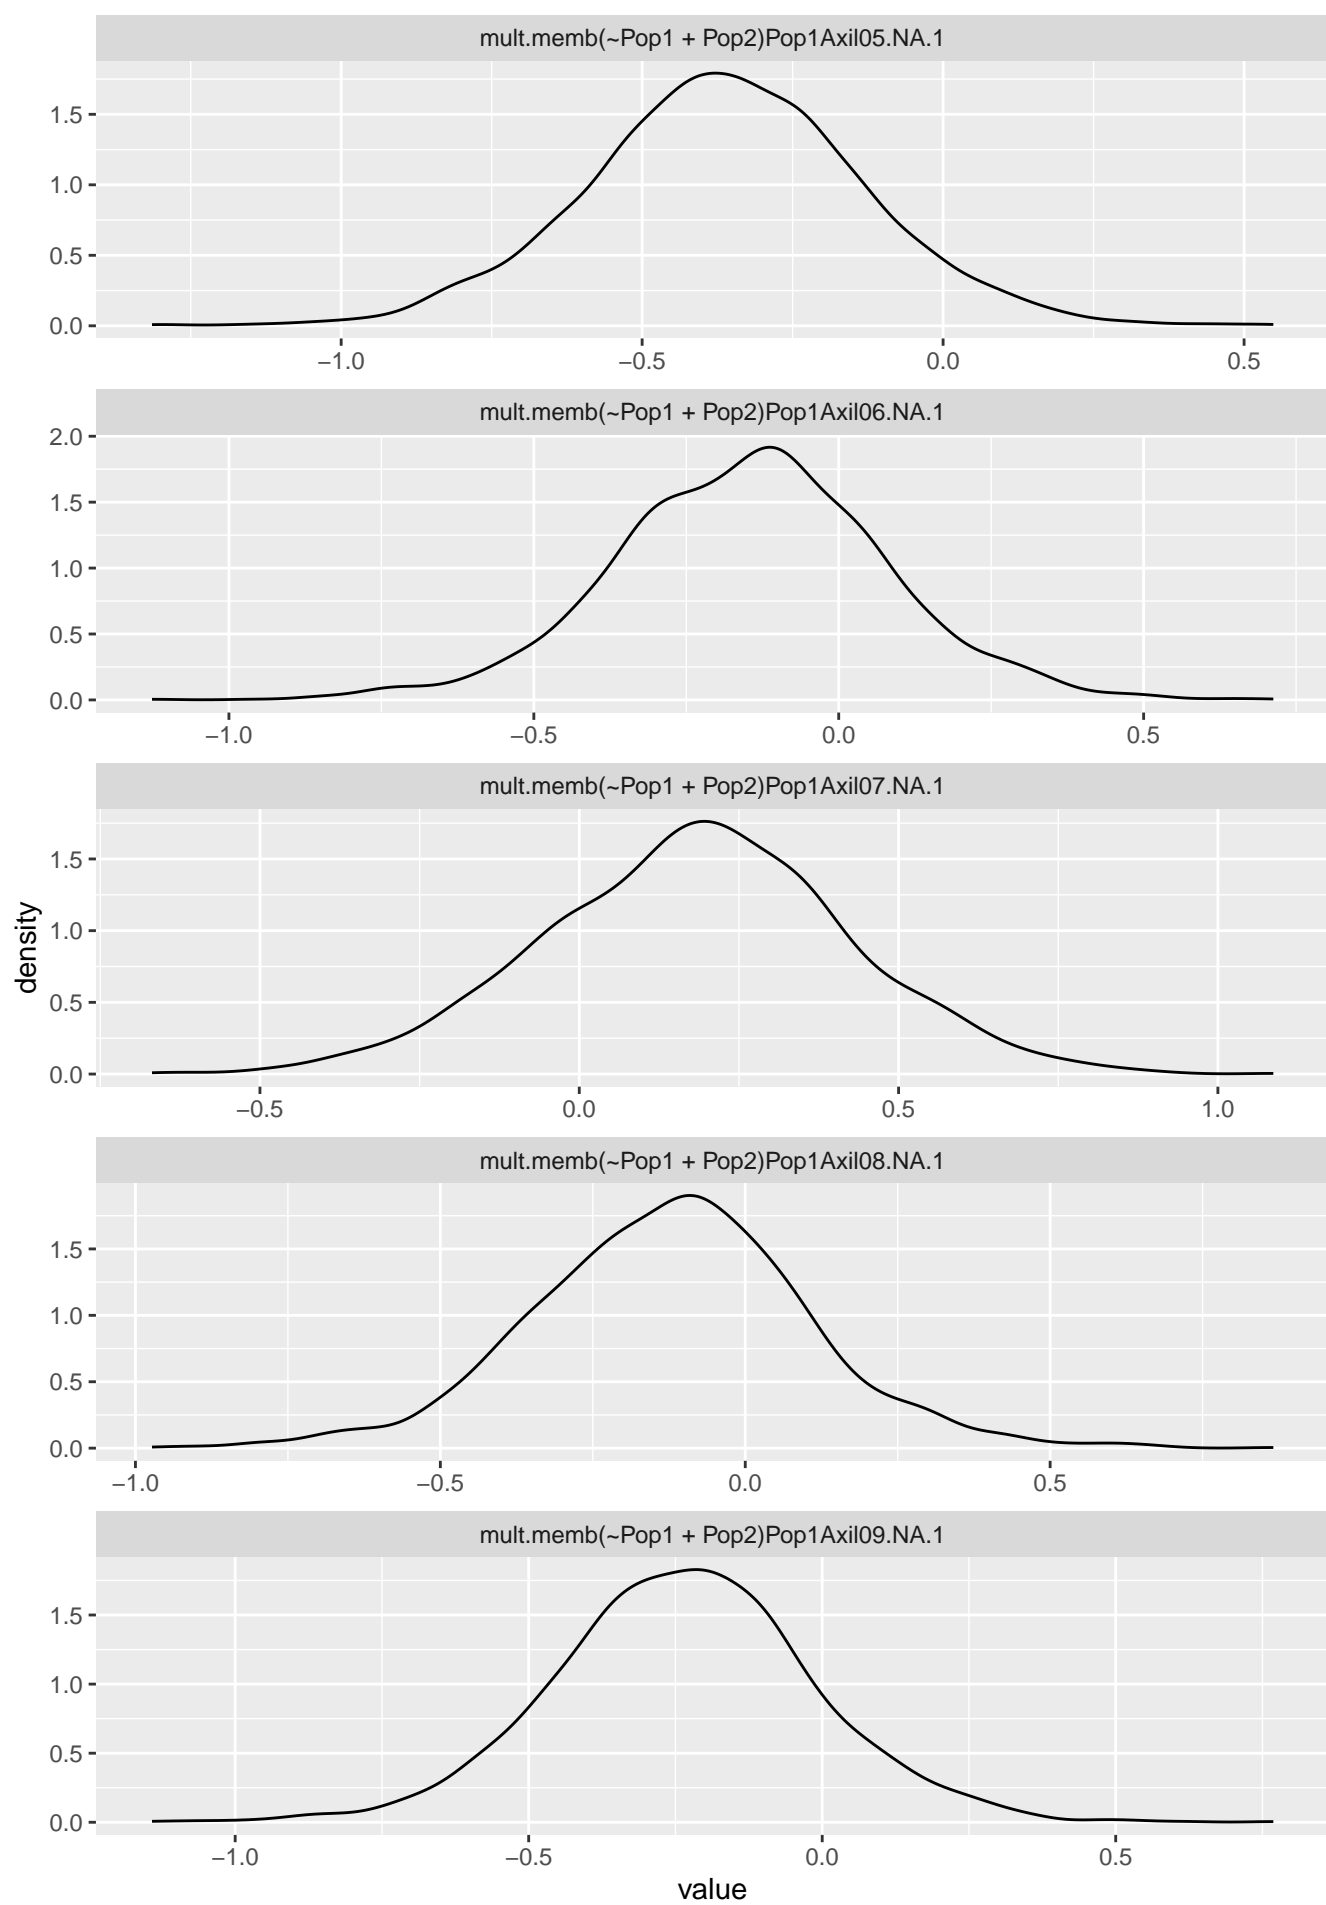 mult.memb(~Pop1 + Pop2)Pop1Axil05.NA.1
1.5
1.0
0.5
0.0
−1.0 −0.5 0.0 0.5
mult.memb(~Pop1 + Pop2)Pop1Axil06.NA.1
2.0
1.5
1.0
0.5
0.0
−1.0 −0.5 0.0 0.5
mult.memb(~Pop1 + Pop2)Pop1Axil07.NA.1
1.5
1.0
0.5
0.0
−0.5 0.0 0.5 1.0
density
mult.memb(~Pop1 + Pop2)Pop1Axil08.NA.1
1.5
1.0
0.5
0.0
−1.0 −0.5 0.0 0.5
mult.memb(~Pop1 + Pop2)Pop1Axil09.NA.1
1.5
1.0
0.5
0.0
−1.0 −0.5 0.0 0.5
value